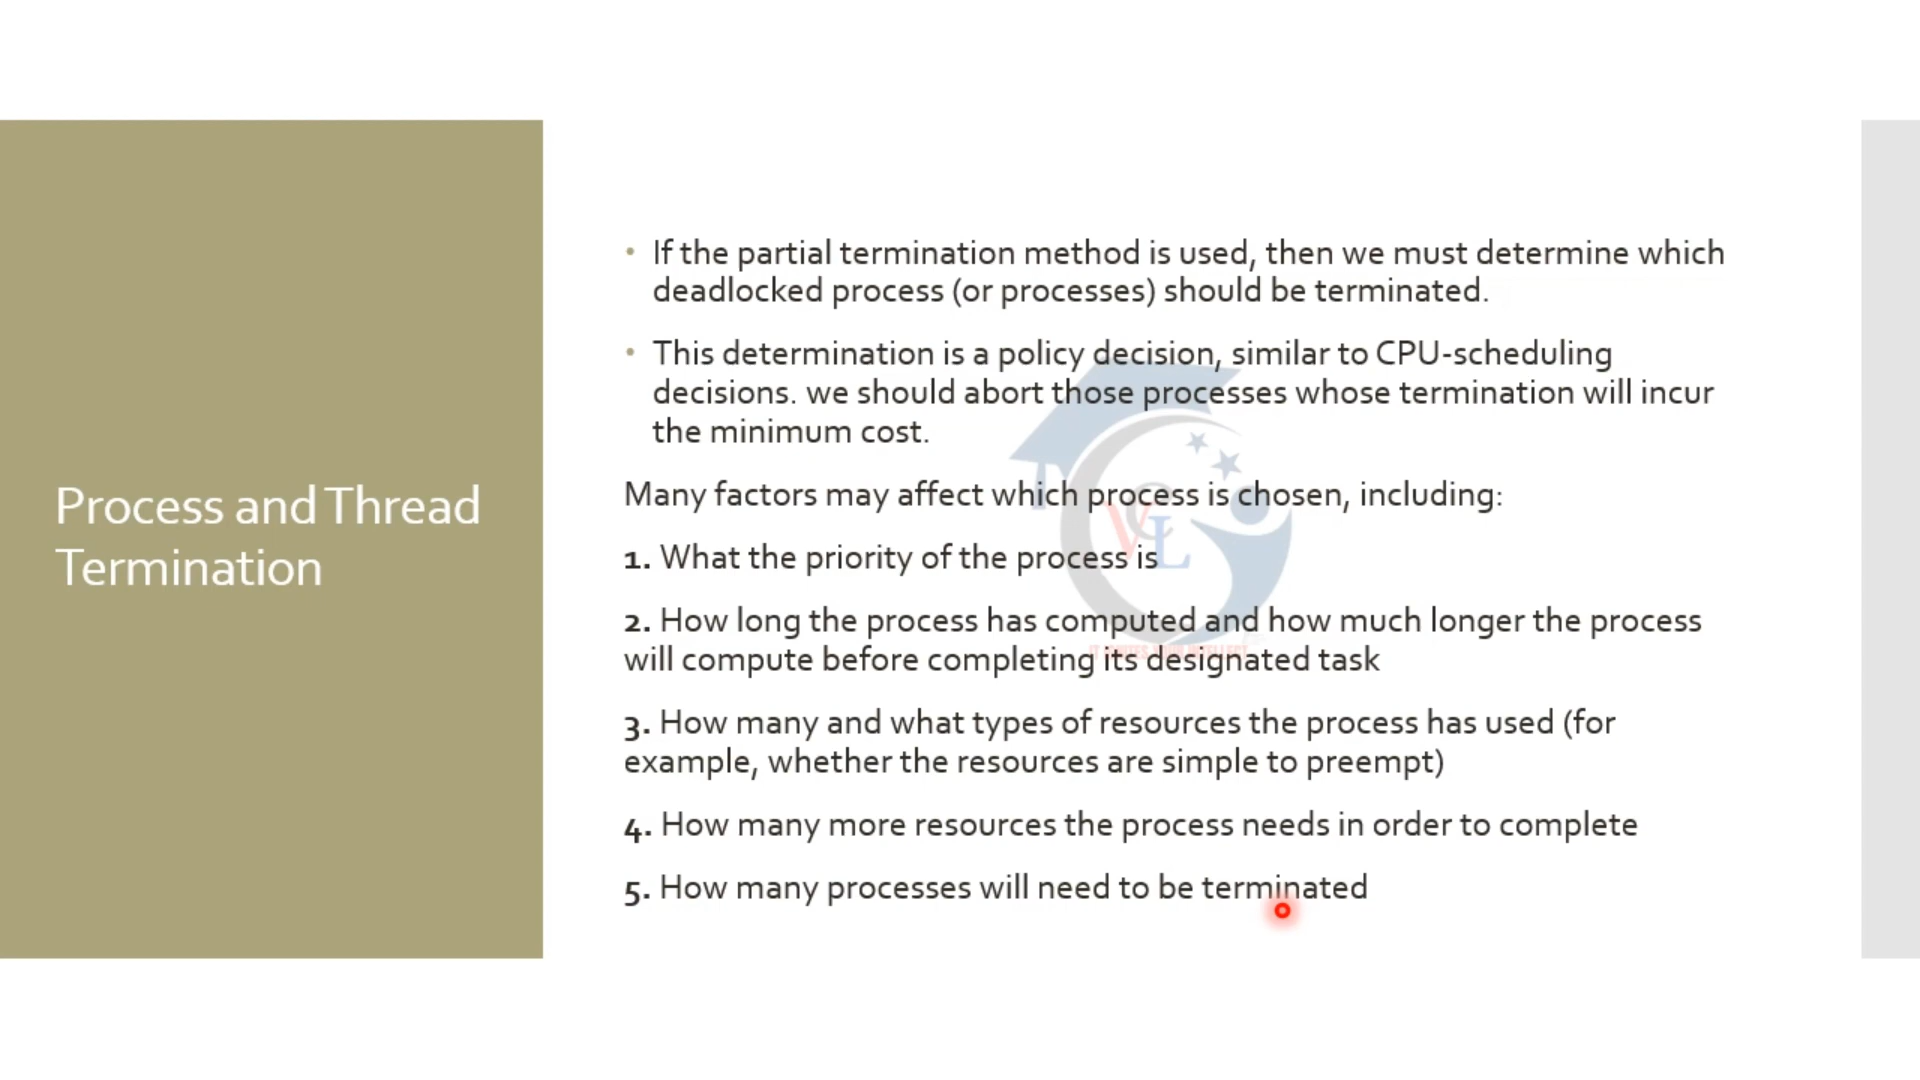 Process and Thread
Termination
• If the partial termination method is used, then we must determine which
deadlocked process (or processes) should be terminated.
• This determination is a policy decision, similar to CPU-scheduling
decisions. we should abort those processes whose termination will incur
the minimum cost.
Many factors may affect which process is chosen, including:
1. What the priority of the process is
2. How long the process has computed and how much longer the process
will compute before completing its designated task
3. How many and what types of resources the process has used (for
example, whether the resources are simple to preempt)
4. How many more resources the process needs in order to complete
5. How many processes will need to be terminated
VCL